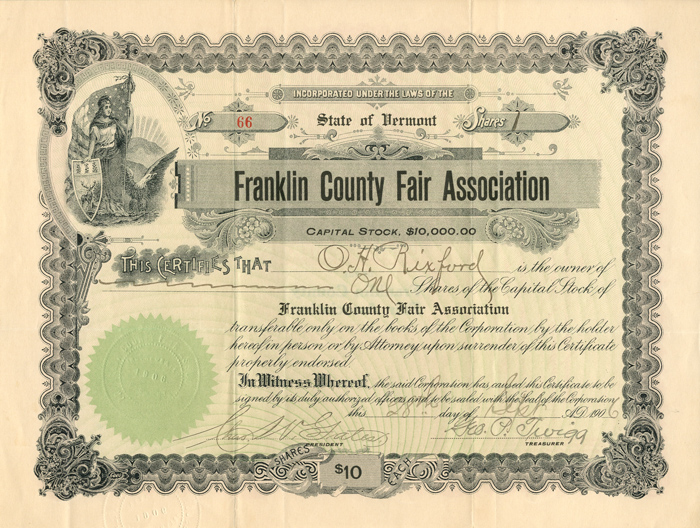 INCORPORATED UNDER THE LAWS OF THE
No 66 State of Vermont Shares 1
Franklin County Fair Association
CAPITAL STOCK, $10,000.00
THIS CERTIFIES THAT O. H. Rixford is the owner of
One Shares of the Capital Stock of
Franklin County Fair Association
transferable only on the books of the Corporation by the holder
hereof in person or by Attorney upon surrender of this Certificate
properly endorsed.
In Witness Whereof, the said Corporation has caused this Certificate to be
signed by its duly authorized officers and to be sealed with the Seal of the Corporation
this 28th day of Sept A.D. 1906
Chas. Geo. Twigg
PRESIDENT TREASURER
SHARES $10 EACH